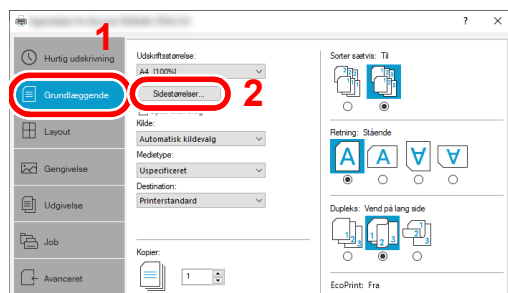 ? ×
1
Hurtig udskrivning
Grundlæggende
Layout
Gengivelse
Udgivelse
Job
Avanceret
Udskriftsstørrelse:
A4 [100%]
Sidestørrelser...
2
Kilde:
Automatisk kildevalg
Medietype:
Uspecificeret
Destination:
Printerstandard
Kopier:
1
Sorter sætvis: Til
Retning: Stående
A A A A
Dupleks: Vend på lang side
EcoPrint: Fra